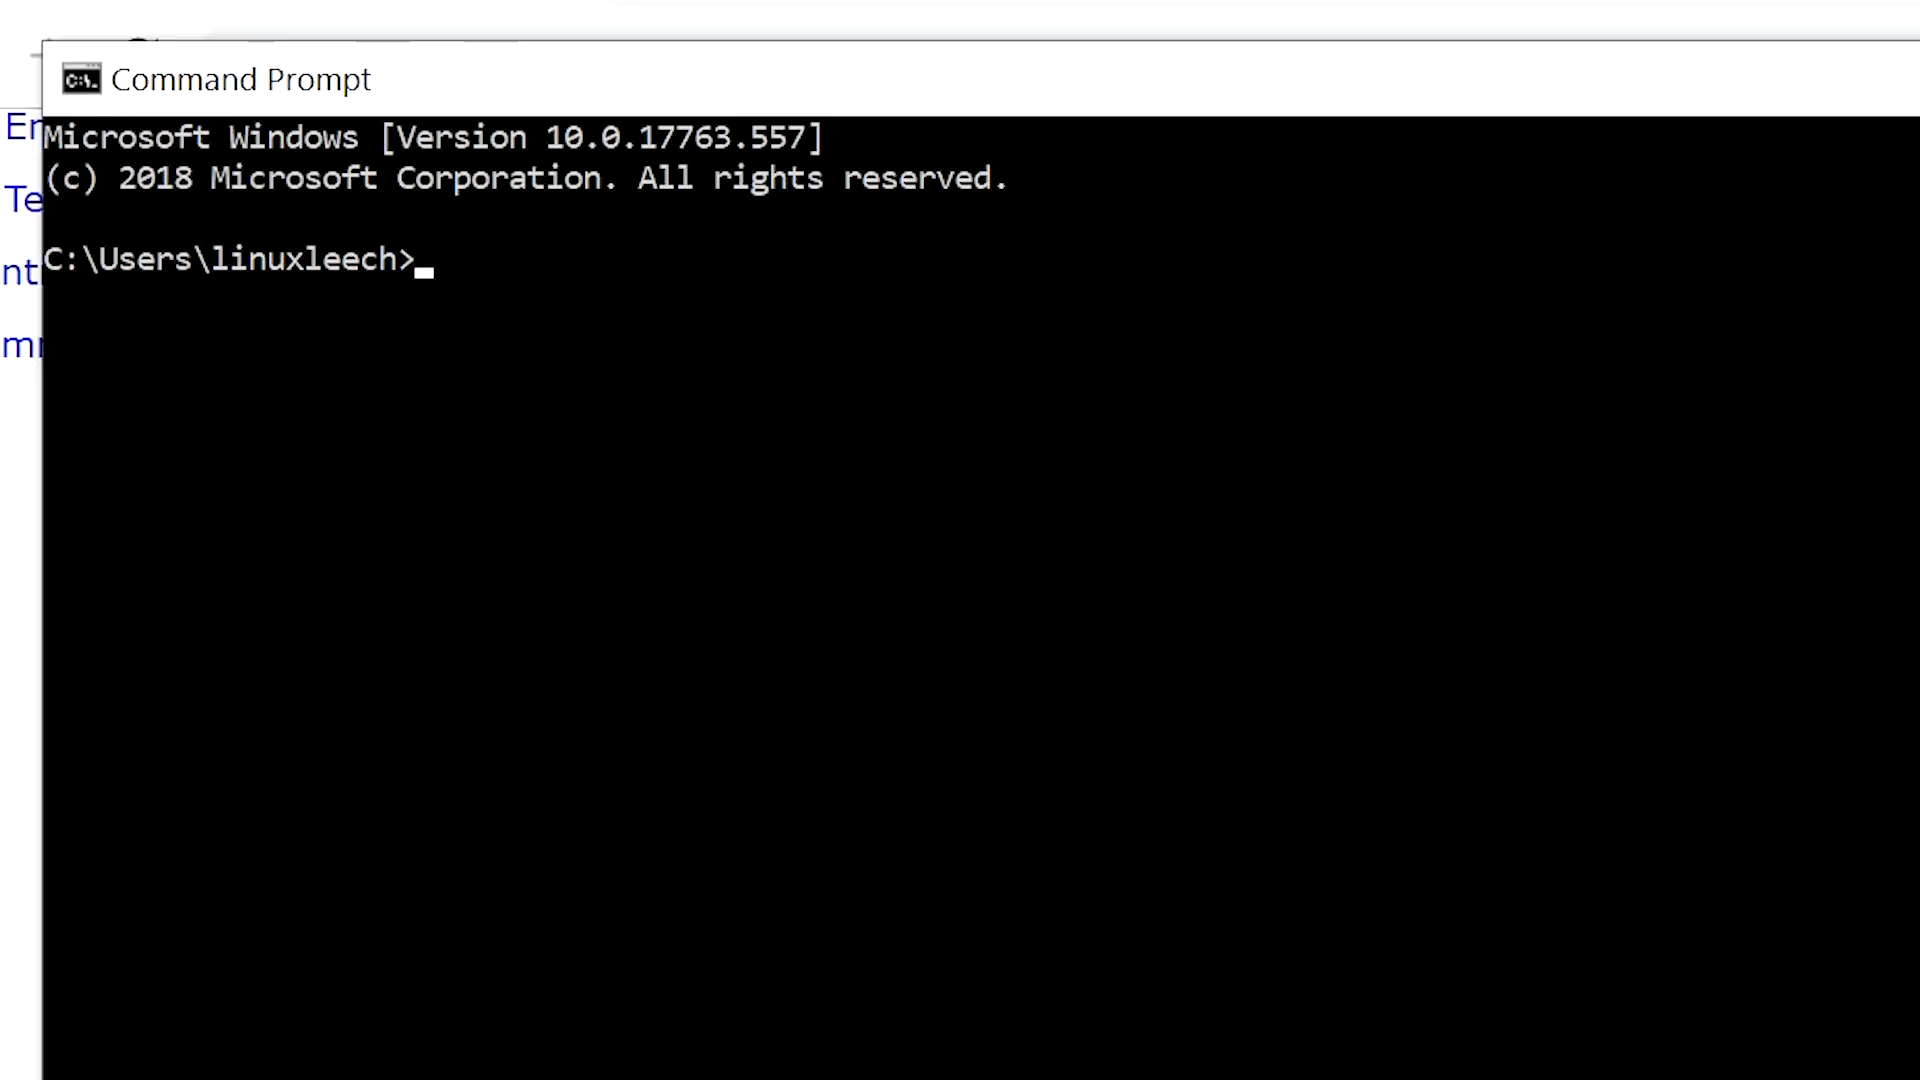 Command Prompt
Microsoft Windows [Version 10.0.17763.557]
(c) 2018 Microsoft Corporation. All rights reserved.
C:\Users\linuxleech>